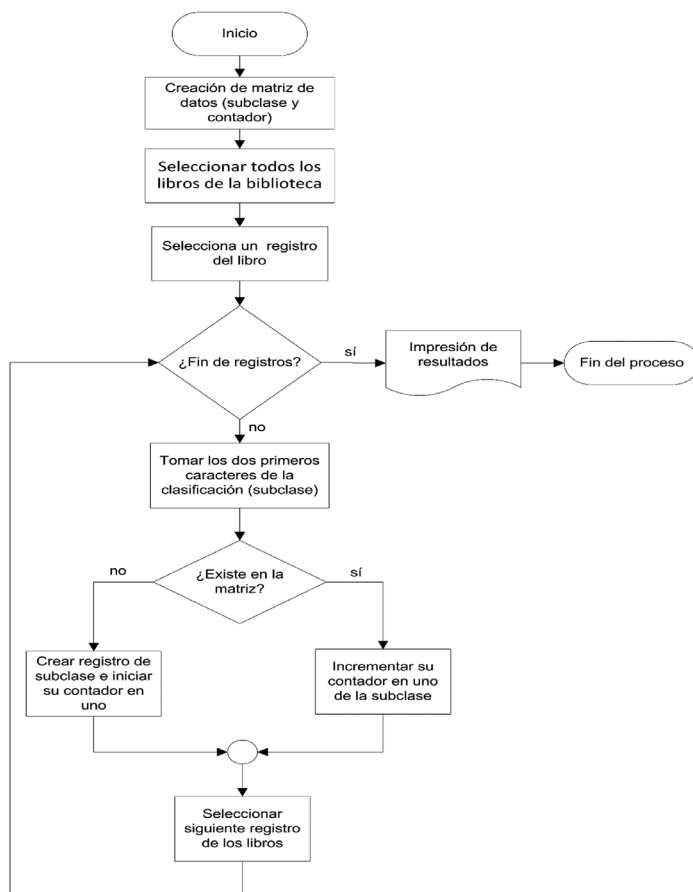 Inicio
Creación de matriz de
datos (subclase y
contador)
Seleccionar todos los
libros de la biblioteca
Selecciona un registro
del libro
¿Fin de registros?
sí
Impresión de
resultados
Fin del proceso
no
Tomar los dos primeros
caracteres de la
clasificación (subclase)
¿Existe en la
matriz?
no
sí
Crear registro de
subclase e iniciar
su contador en
uno
Incrementar su
contador en uno
de la subclase
Seleccionar
siguiente registro
de los libros